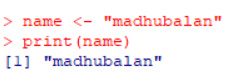 > name <- "madhubalan"
> print(name)
[1] "madhubalan"